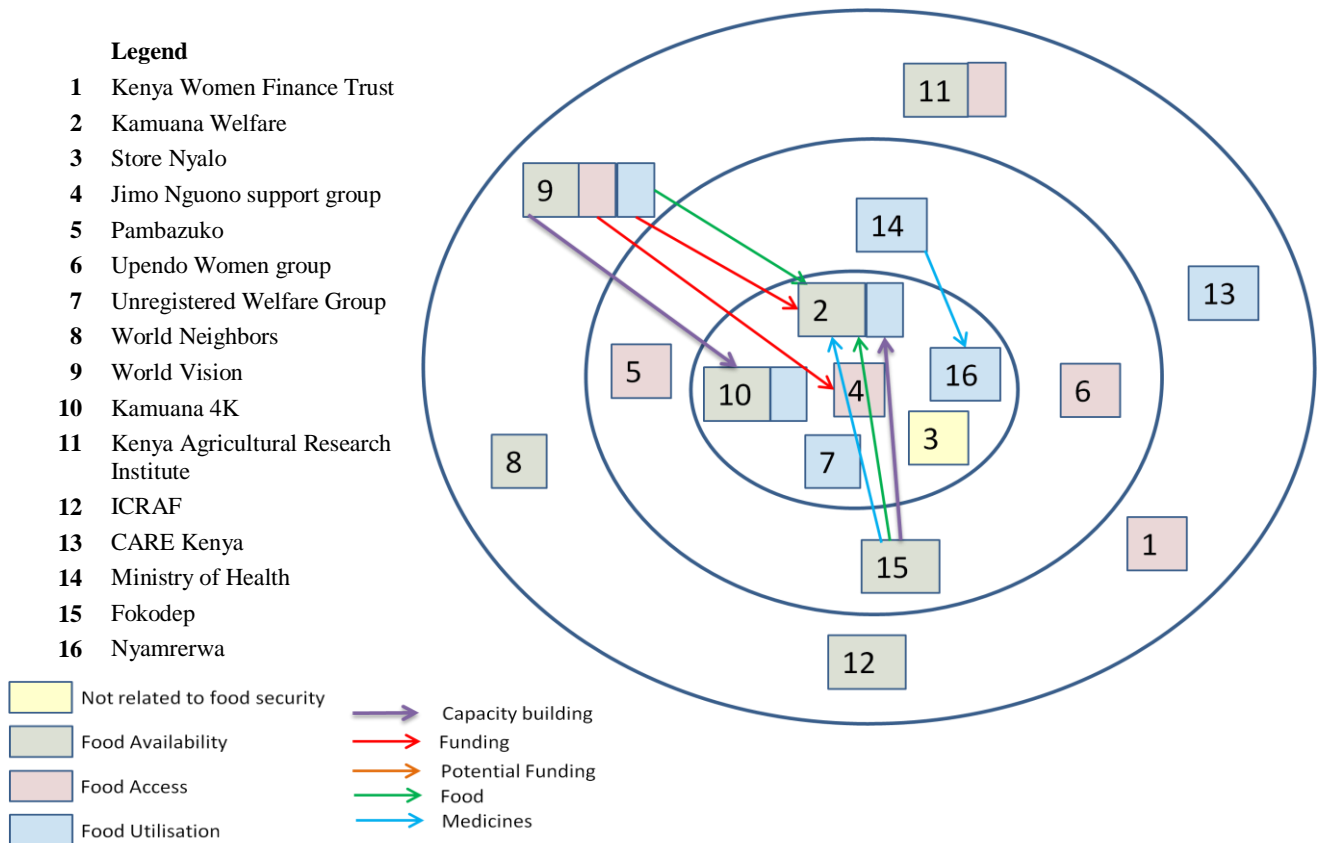 Legend
1 Kenya Women Finance Trust
2 Kamuana Welfare
3 Store Nyalo
4 Jimo Nguono support group
5 Pambazuko
6 Upendo Women group
7 Unregistered Welfare Group
8 World Neighbors
9 World Vision
10 Kamuana 4K
11 Kenya Agricultural Research
Institute
12 ICRAF
13 CARE Kenya
14 Ministry of Health
15 Fokodep
16 Nyamrerwa
Not related to food security
Food Availability
Food Access
Food Utilisation
Capacity building
Funding
Potential Funding
Food
Medicines
11
9
14
13
2
5
10
4
16
6
3
8
7
1
15
12